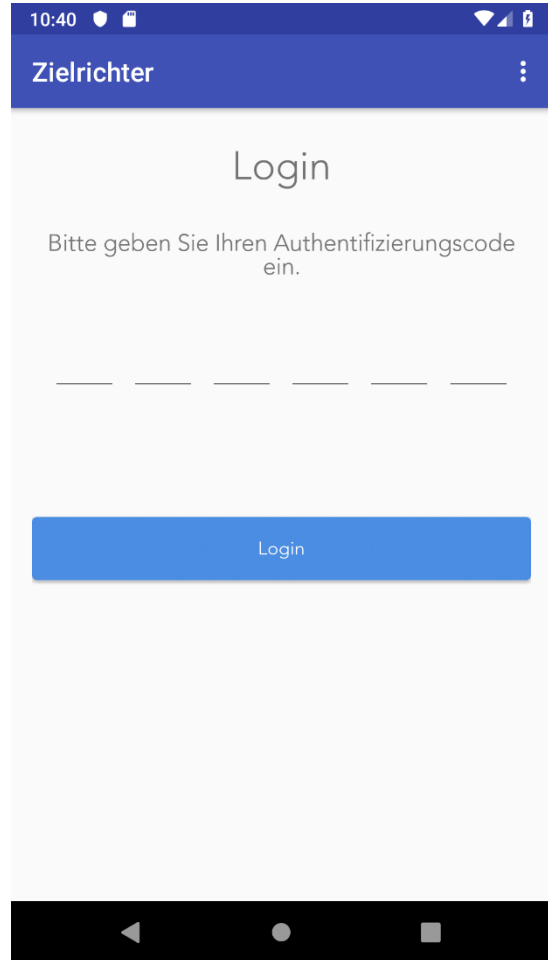 10:40
Zielrichter
Login
Bitte geben Sie Ihren Authentifizierungscode
ein.
Login